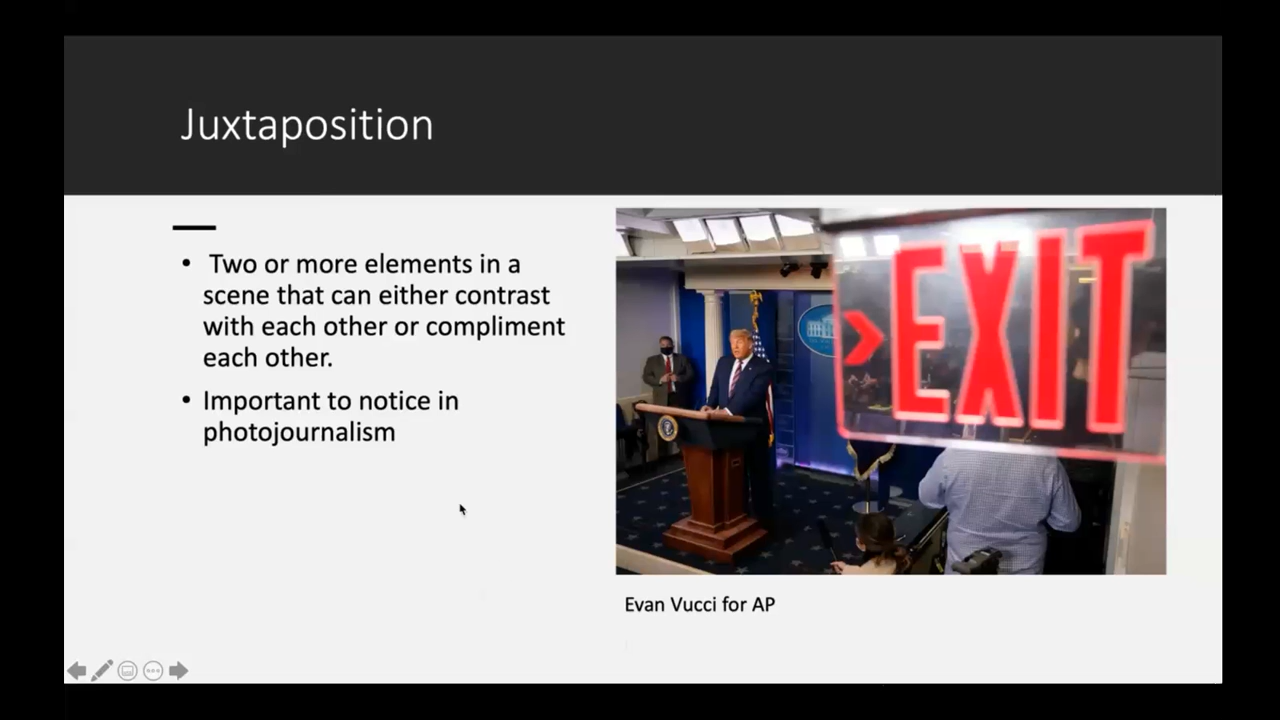 Juxtaposition
• Two or more elements in a
scene that can either contrast
with each other or compliment
each other.
• Important to notice in
photojournalism
EXIT
Evan Vucci for AP